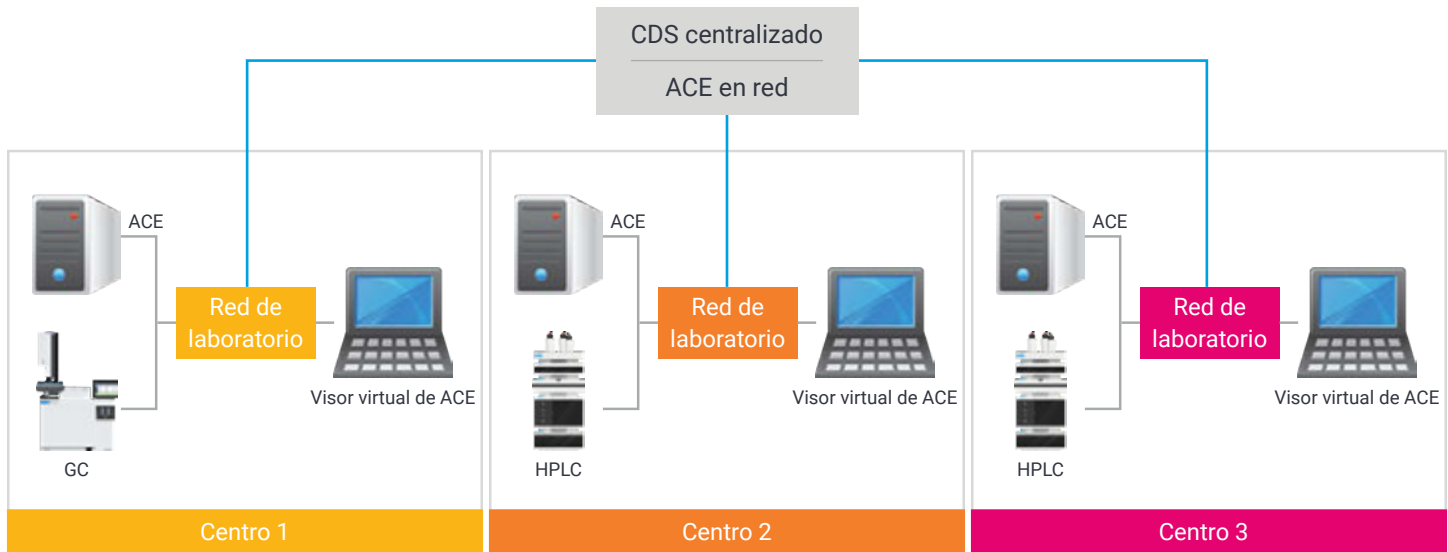 CDS centralizado
ACE en red
ACE
Red de
laboratorio
Visor virtual de ACE
GC
Centro 1
ACE
Red de
laboratorio
Visor virtual de ACE
HPLC
Centro 2
ACE
Red de
laboratorio
Visor virtual de ACE
HPLC
Centro 3